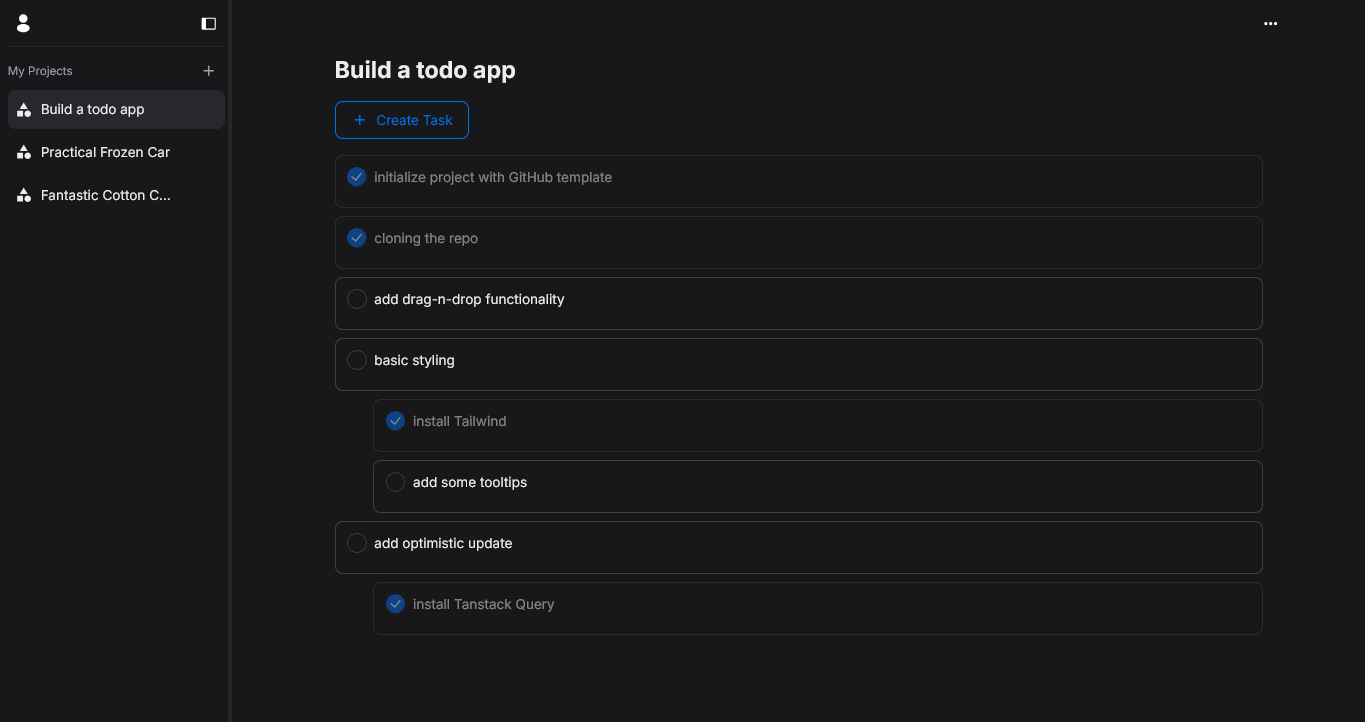 My Projects
Build a todo app
Practical Frozen Car
Fantastic Cotton C...
Build a todo app
Create Task
initialize project with GitHub template
cloning the repo
add drag-n-drop functionality
basic styling
install Tailwind
add some tooltips
add optimistic update
install Tanstack Query